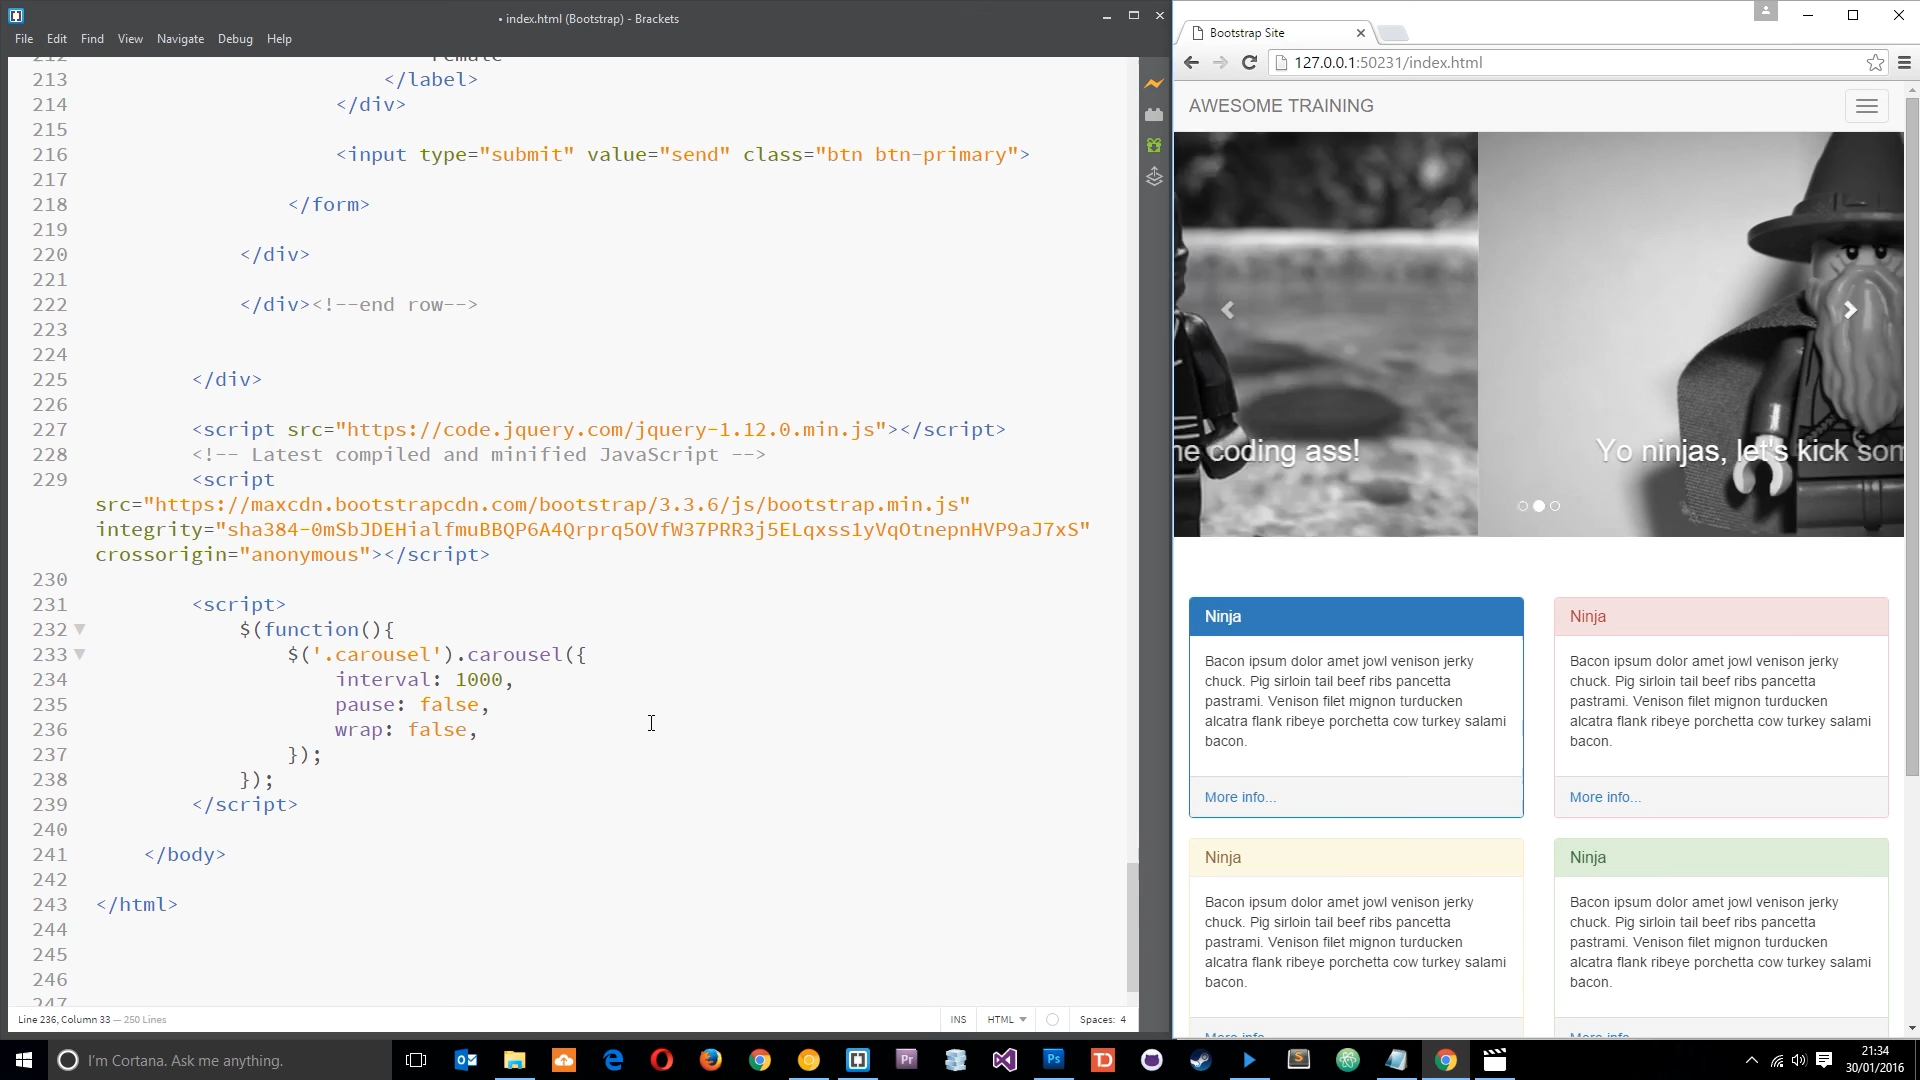 • index.html (Bootstrap) - Brackets
File Edit Find View Navigate Debug Help
212 Female
213 </label>
214 </div>
215
216 <input type="submit" value="send" class="btn btn-primary">
217
218 </form>
219
220 </div>
221
222 </div><!--end row-->
223
224
225 </div>
226
227 <script src="https://code.jquery.com/jquery-1.12.0.min.js"></script>
228 <!-- Latest compiled and minified JavaScript -->
229 <script
src="https://maxcdn.bootstrapcdn.com/bootstrap/3.3.6/js/bootstrap.min.js"
integrity="sha384-0mSbJDEHialfmuBBQP6A4Qrprq5OVfW37PRR3j5ELqxss1yVqOtnepnHVP9aJ7xS"
crossorigin="anonymous"></script>
230
231 <script>
232 $(function(){
233 $('.carousel').carousel({
234 interval: 1000,
235 pause: false,
236 wrap: false,
237 });
238 });
239 </script>
240
241 </body>
242
243 </html>
244
245
246
247
Line 236, Column 33 — 250 Lines
INS HTML Spaces: 4
Bootstrap Site
127.0.0.1:50231/index.html
AWESOME TRAINING
ne coding ass!
Yo ninjas, let's kick som
Ninja
Bacon ipsum dolor amet jowl venison jerky
chuck. Pig sirloin tail beef ribs pancetta
pastrami. Venison filet mignon turducken
alcatra flank ribeye porchetta cow turkey salami
bacon.
More info...
Ninja
Bacon ipsum dolor amet jowl venison jerky
chuck. Pig sirloin tail beef ribs pancetta
pastrami. Venison filet mignon turducken
alcatra flank ribeye porchetta cow turkey salami
bacon.
More info...
Ninja
Bacon ipsum dolor amet jowl venison jerky
chuck. Pig sirloin tail beef ribs pancetta
pastrami. Venison filet mignon turducken
alcatra flank ribeye porchetta cow turkey salami
bacon.
More info...
Ninja
Bacon ipsum dolor amet jowl venison jerky
chuck. Pig sirloin tail beef ribs pancetta
pastrami. Venison filet mignon turducken
alcatra flank ribeye porchetta cow turkey salami
bacon.
More info...
I'm Cortana. Ask me anything.
Pr
Ps
21:34
30/01/2016